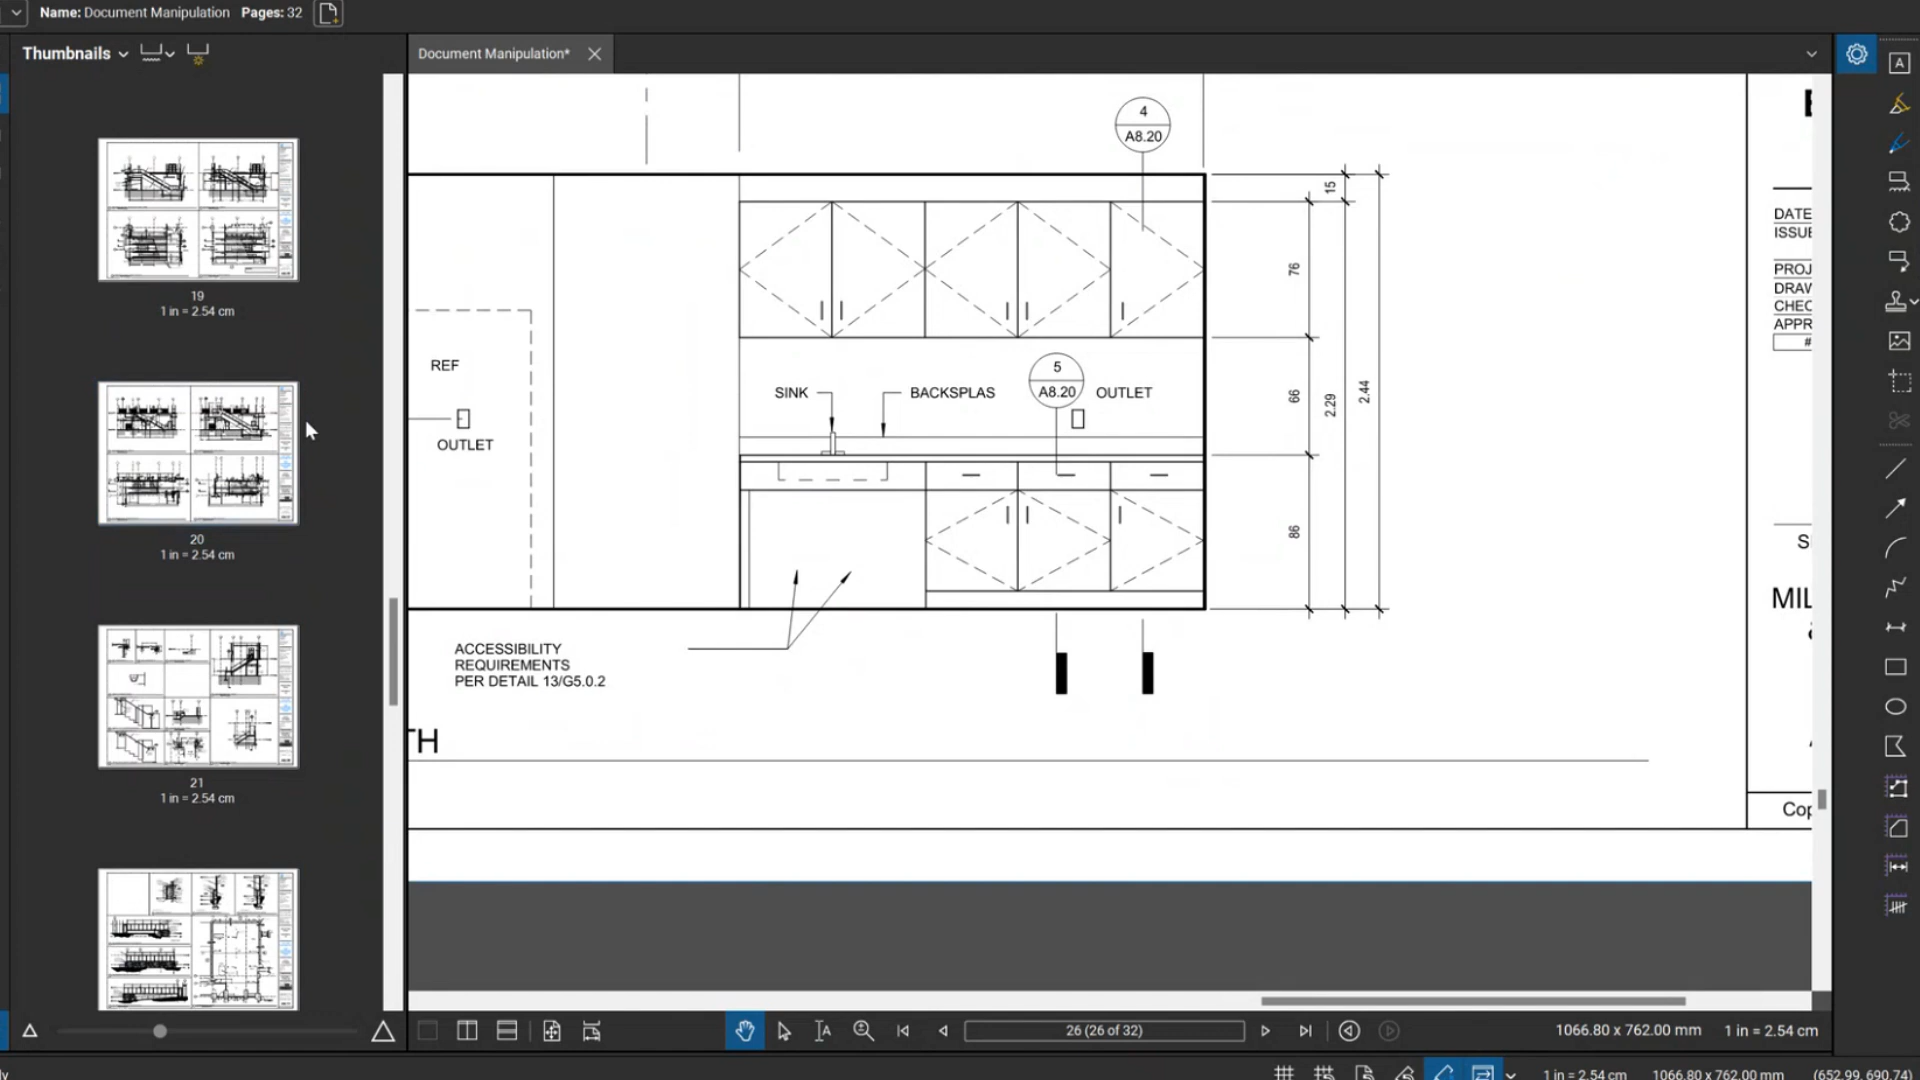 Name: Document Manipulation Pages: 32
Thumbnails
Document Manipulation*
19
1 in = 2.54 cm
20
1 in = 2.54 cm
21
1 in = 2.54 cm
4
A8.20
15
76
REF
SINK
BACKSPLAS
5
A8.20
OUTLET
66
2.29
2.44
OUTLET
86
ACCESSIBILITY
REQUIREMENTS
PER DETAIL 13/G5.0.2
TH
DATE
ISSUE
PROJ
DRAW
CHEC
APPR
#
S
MIL
Cop
A
26 (26 of 32)
1066.80 x 762.00 mm
1 in = 2.54 cm
1 in = 2.54 cm
1066.80 x 762.00 mm
(652.99, 690.74)